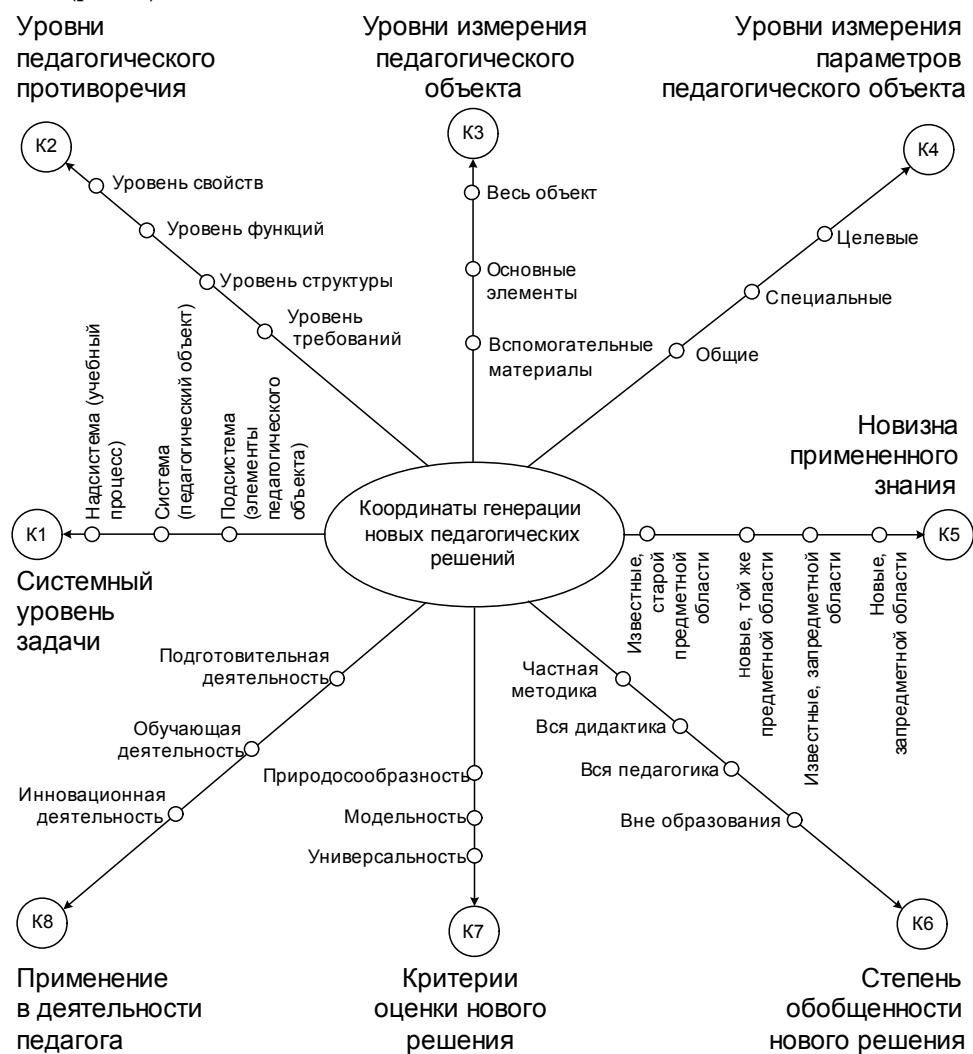 Уровни
педагогического
противоречия
Уровни измерения
педагогического
объекта
Уровни измерения
параметров
педагогического объекта
К2
К3
К4
Уровень свойств
Уровень функций
Уровень структуры
Уровень
требований
Весь объект
Основные
элементы
Вспомогательные
материалы
Целевые
Специальные
Общие
Надсистема (учебный
процесс)
Система
(педагогический объект)
Подсистема
(элементы
педагогического
объекта)
К1
Системный
уровень
задачи
Координаты генерации
новых педагогических
решений
Новизна
примененного
знания
К5
Известные,
старой
предметной
области
новые, той же
предметной области
Известные, запредметной
области
Новые,
запредметной области
Подготовительная
деятельность
Обучающая
деятельность
Инновационная
деятельность
К8
Применение
в деятельности
педагога
Природосообразность
Модельность
Универсальность
К7
Критерии
оценки нового
решения
Частная
методика
Вся дидактика
Вся педагогика
Вне образования
К6
Степень
обобщенности
нового решения